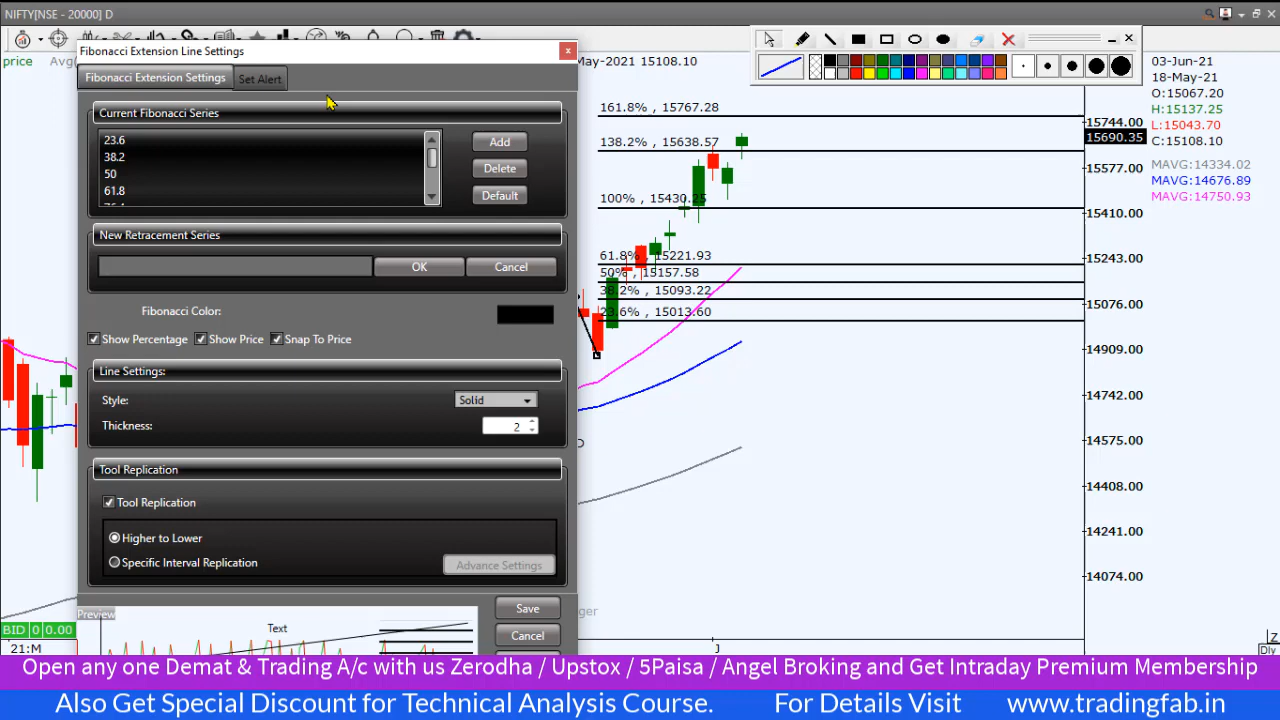 NIFTY[NSE - 20000] D
Fibonacci Extension Line Settings
Fibonacci Extension Settings
Set Alert
price
May-2021 15108.10
Current Fibonacci Series
23.6
38.2
50
61.8
76.4
Add
Delete
Default
New Retracement Series
OK
Cancel
Fibonacci Color:
Show Percentage
Show Price
Snap To Price
Line Settings:
Style:
Solid
Thickness:
2
Tool Replication
Tool Replication
Higher to Lower
Specific Interval Replication
Advance Settings
Preview
Text
Save
Cancel
161.8% , 15767.28
138.2% , 15638.57
100% , 15430.25
61.8% , 15221.93
50% , 15157.58
38.2% , 15093.22
23.6% , 15013.60
15744.00
15690.35
15577.00
15410.00
15243.00
15076.00
14909.00
14742.00
14575.00
14408.00
14241.00
14074.00
03-Jun-21
18-May-21
O:15067.20
H:15137.25
L:15043.70
C:15108.10
MAVG:14334.02
MAVG:14676.89
MAVG:14750.93
BID 0 0.00
21:M
J
Z
Dly
Open any one Demat & Trading A/c with us Zerodha / Upstox / 5Paisa / Angel Broking and Get Intraday Premium Membership
Also Get Special Discount for Technical Analysis Course. For Details Visit www.tradingfab.in